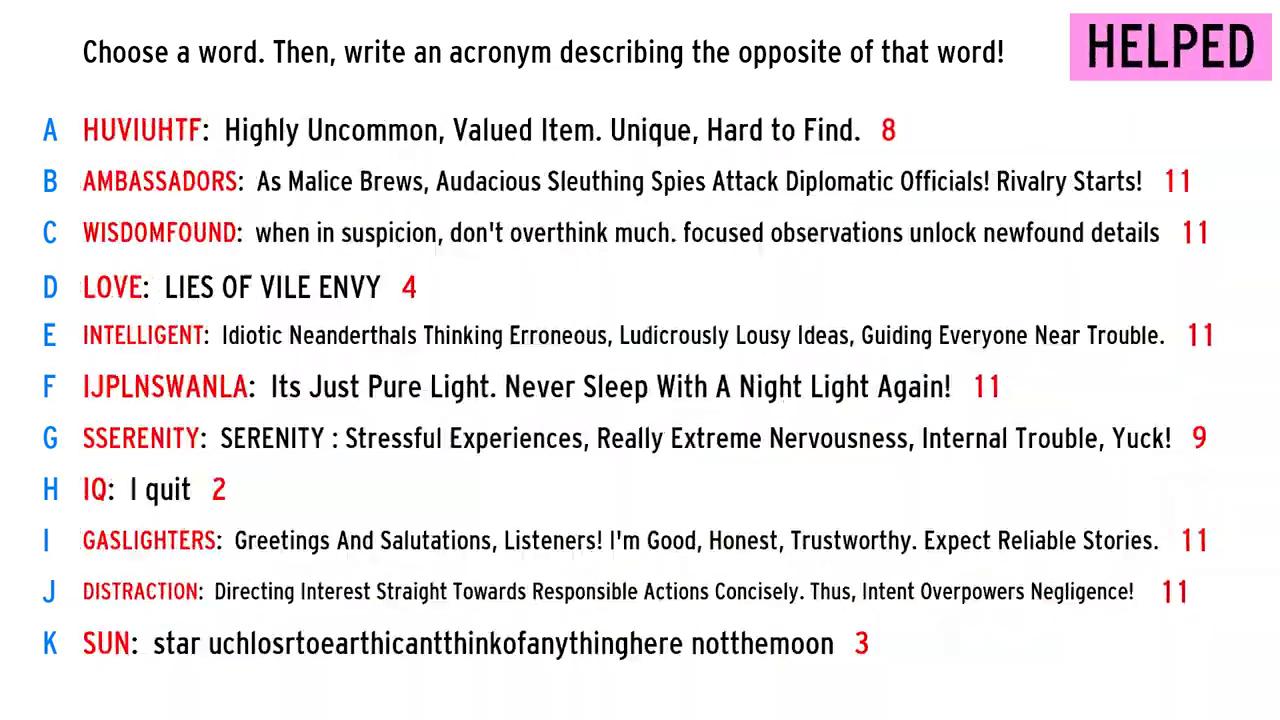 Choose a word. Then, write an acronym describing the opposite of that word!
HELPED
A HUVIUHTF: Highly Uncommon, Valued Item. Unique, Hard to Find. 8
B AMBASSADORS: As Malice Brews, Audacious Sleuthing Spies Attack Diplomatic Officials! Rivalry Starts! 11
C WISDOMFOUND: when in suspicion, don't overthink much. focused observations unlock newfound details 11
D LOVE: LIES OF VILE ENVY 4
E INTELLIGENT: Idiotic Neanderthals Thinking Erroneous, Ludicrously Lousy Ideas, Guiding Everyone Near Trouble. 11
F IJPLNSWANLA: Its Just Pure Light. Never Sleep With A Night Light Again! 11
G SSERENITY: SERENITY : Stressful Experiences, Really Extreme Nervousness, Internal Trouble, Yuck! 9
H IQ: I quit 2
I GASLIGHTERS: Greetings And Salutations, Listeners! I'm Good, Honest, Trustworthy. Expect Reliable Stories. 11
J DISTRACTION: Directing Interest Straight Towards Responsible Actions Concisely. Thus, Intent Overpowers Negligence! 11
K SUN: star uchlosrtoearthicantthinkofanythinghere notthemoon 3